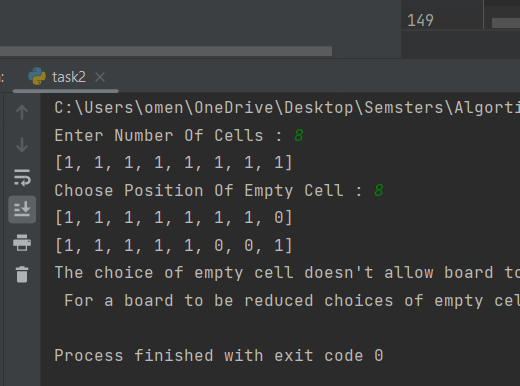 149
:
task2
C:\Users\omen\OneDrive\Desktop\Semsters\Algorti
Enter Number Of Cells : 8
[1, 1, 1, 1, 1, 1, 1, 1]
Choose Position Of Empty Cell : 8
[1, 1, 1, 1, 1, 1, 1, 0]
[1, 1, 1, 1, 1, 0, 0, 1]
The choice of empty cell doesn't allow board to
For a board to be reduced choices of empty cel
Process finished with exit code 0